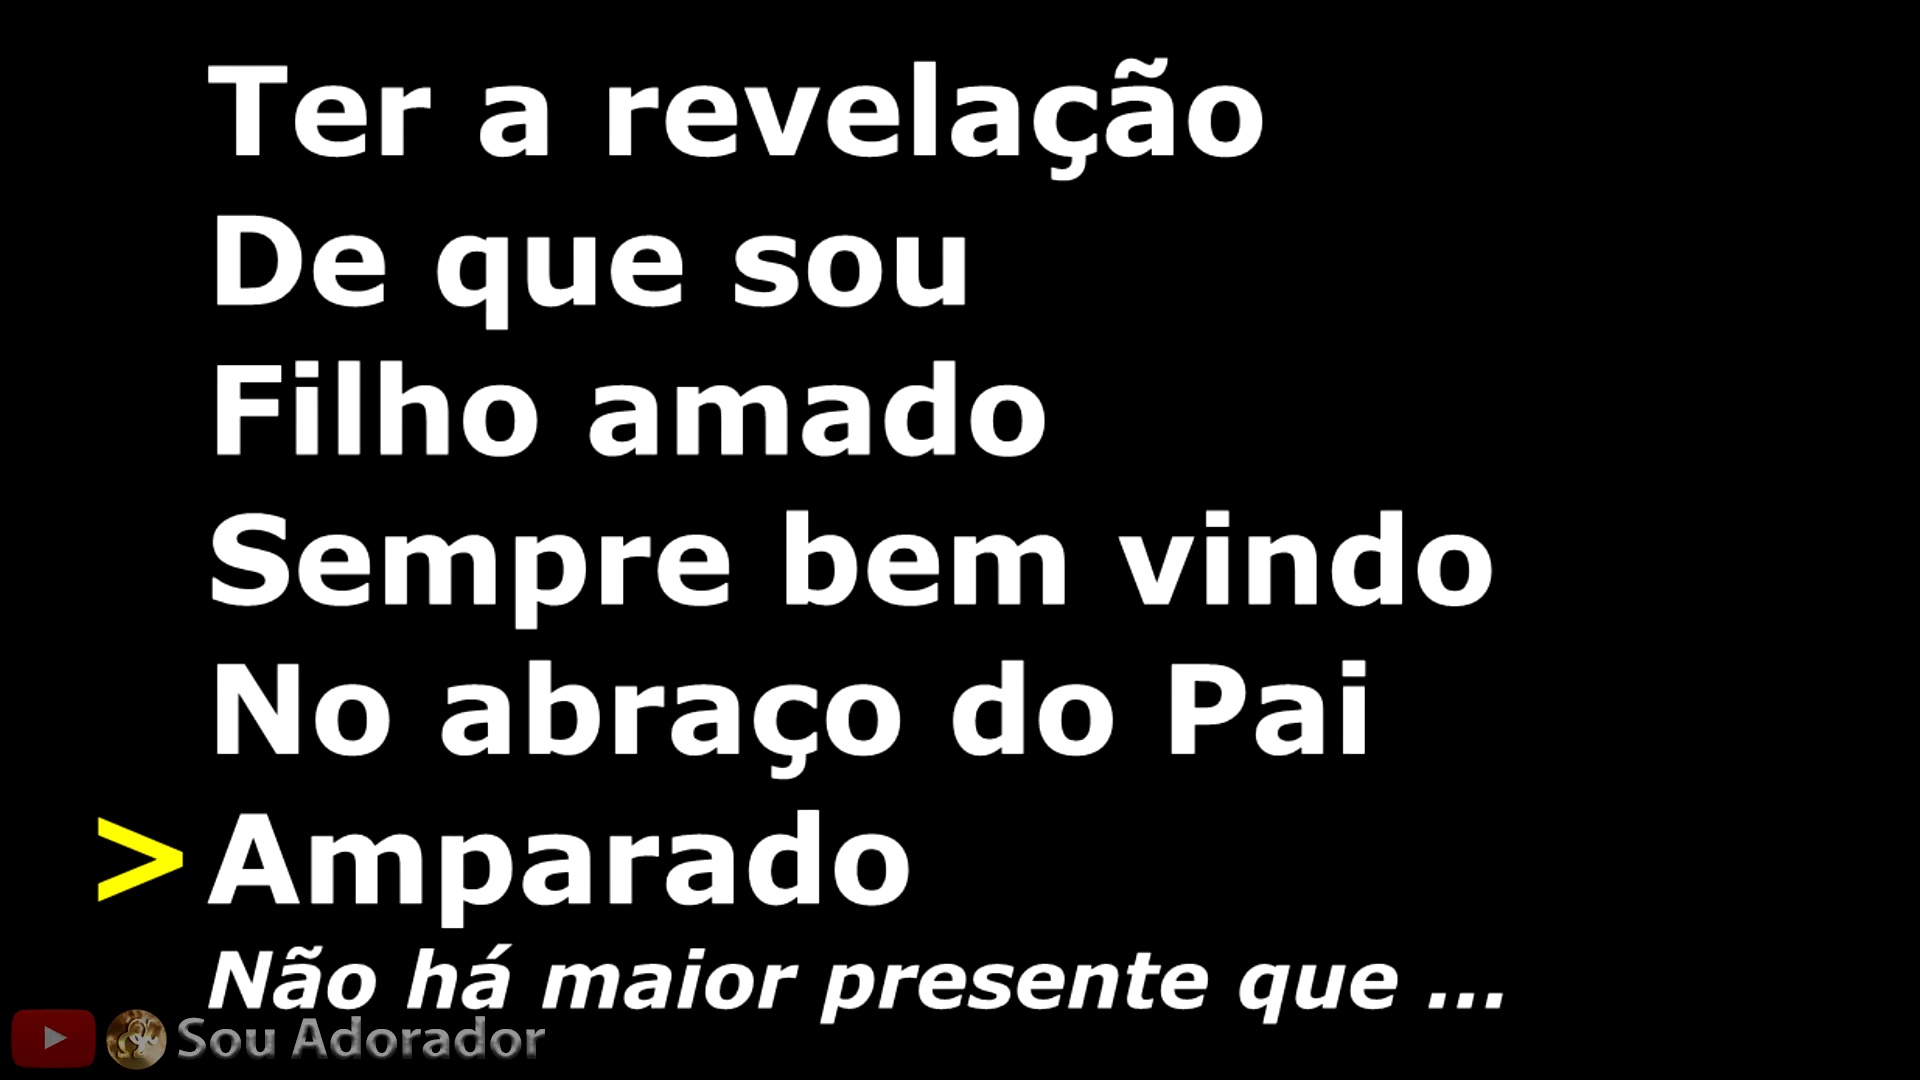 Ter a revelação
De que sou
Filho amado
Sempre bem vindo
No abraço do Pai
> Amparado
Não há maior presente que ...
Sou Adorador